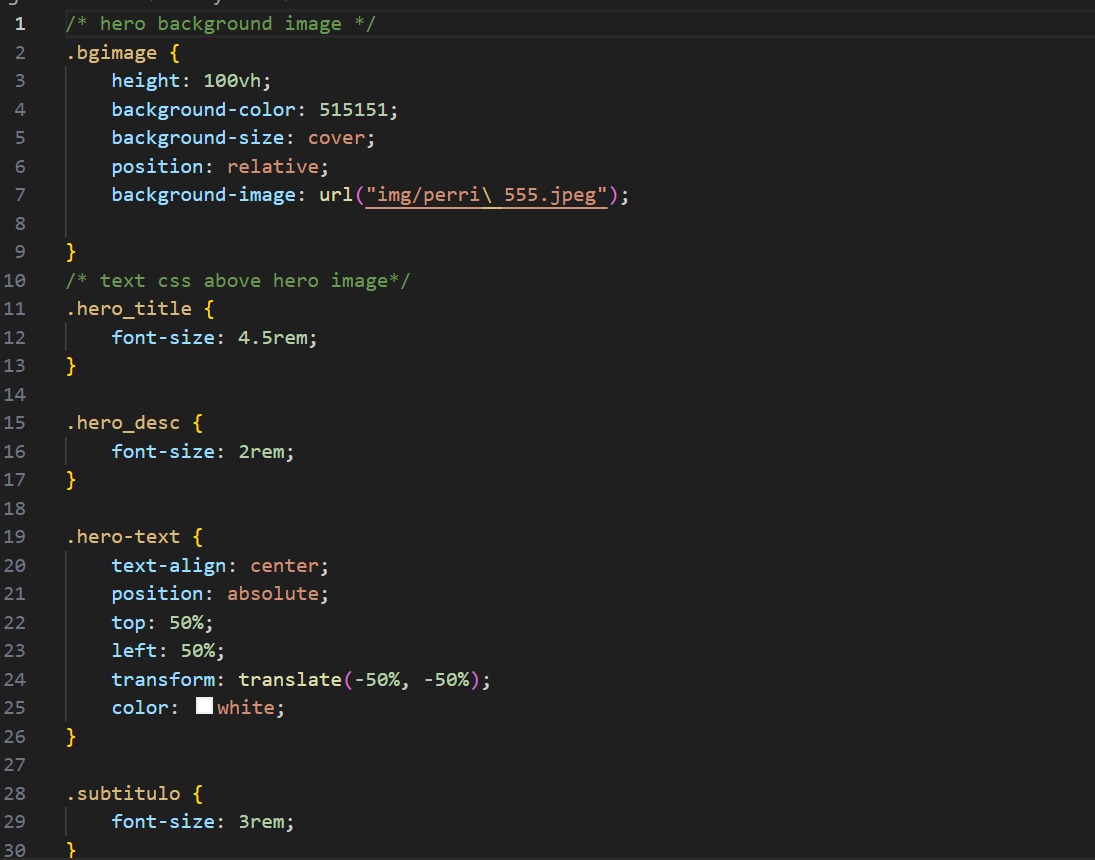 1 /* hero background image */
2 .bgimage {
3 height: 100vh;
4 background-color: 515151;
5 background-size: cover;
6 position: relative;
7 background-image: url("img/perri\ 555.jpeg");
8
9 }
10 /* text css above hero image*/
11 .hero_title {
12 font-size: 4.5rem;
13 }
14
15 .hero_desc {
16 font-size: 2rem;
17 }
18
19 .hero-text {
20 text-align: center;
21 position: absolute;
22 top: 50%;
23 left: 50%;
24 transform: translate(-50%, -50%);
25 color: white;
26 }
27
28 .subtitulo {
29 font-size: 3rem;
30 }